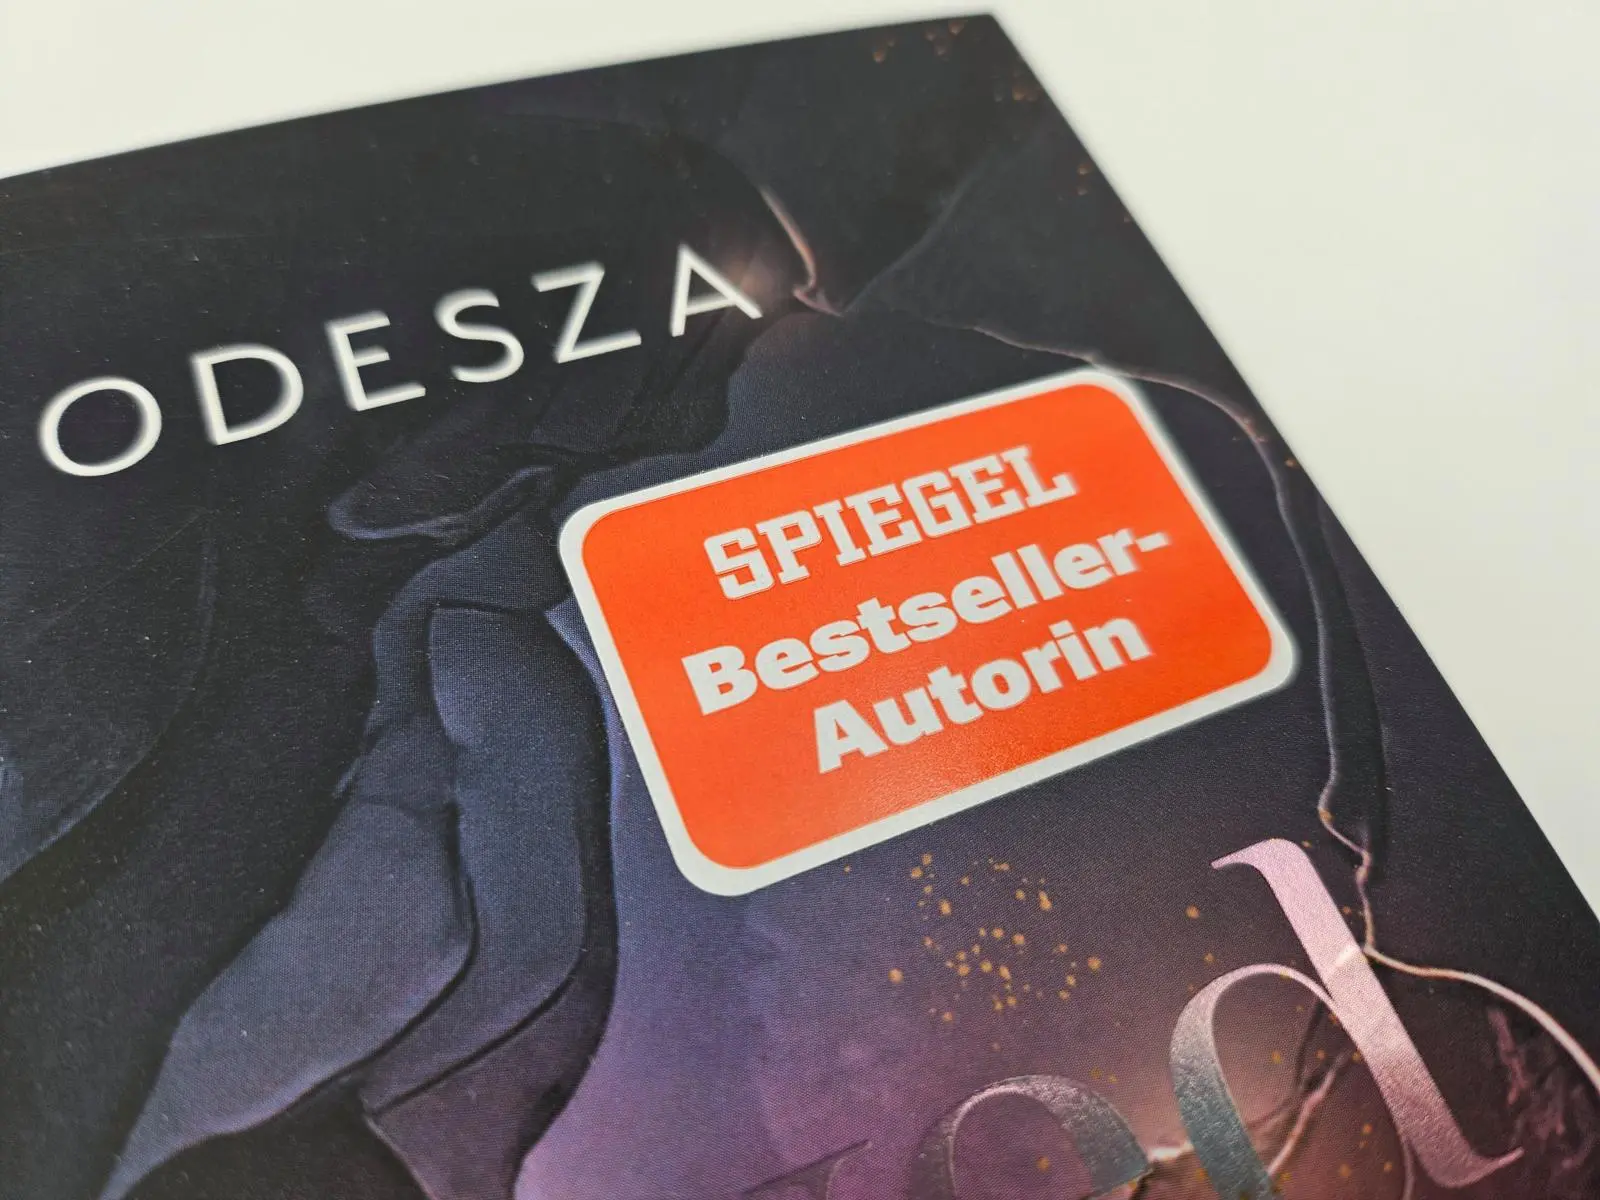 ODESZA
SPIEGEL
Bestseller-
Autorin